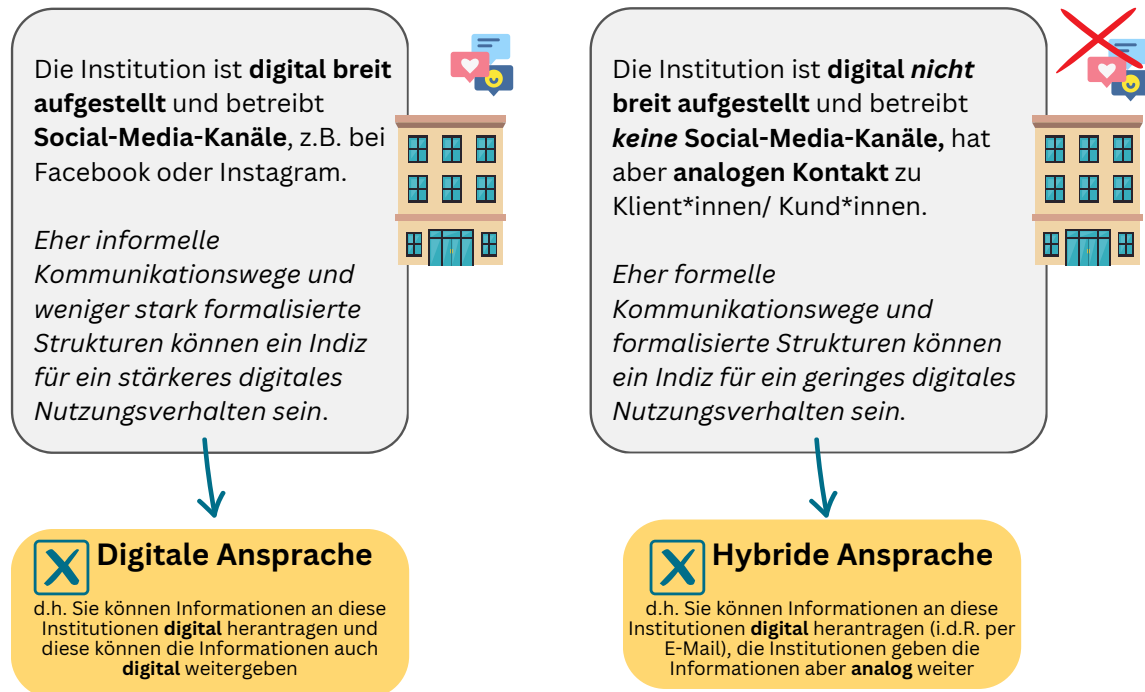 Die Institution ist digital breit
aufgestellt und betreibt
Social-Media-Kanäle, z.B. bei
Facebook oder Instagram.
Eher informelle
Kommunikationswege und
weniger stark formalisierte
Strukturen können ein Indiz
für ein stärkeres digitales
Nutzungsverhalten sein.
Digitale Ansprache
d.h. Sie können Informationen an diese
Institutionen digital herantragen und
diese können die Informationen auch
digital weitergeben
Die Institution ist digital nicht
breit aufgestellt und betreibt
keine Social-Media-Kanäle, hat
aber analogen Kontakt zu
Klient*innen/ Kund*innen.
Eher formelle
Kommunikationswege und
formalisierte Strukturen können
ein Indiz für ein geringes digitales
Nutzungsverhalten sein.
Hybride Ansprache
d.h. Sie können Informationen an diese
Institutionen digital herantragen (i.d.R. per
E-Mail), die Institutionen geben die
Informationen aber analog weiter